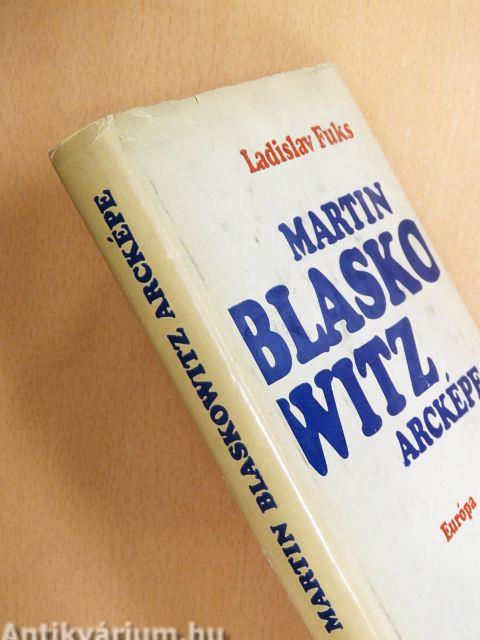 Ladislav Fuks
MARTIN
BLASKO
WITZ
ARCKÉPE
Európa
MARTIN BLASKOWITZ ARCKÉPE
Antikvárium.hu